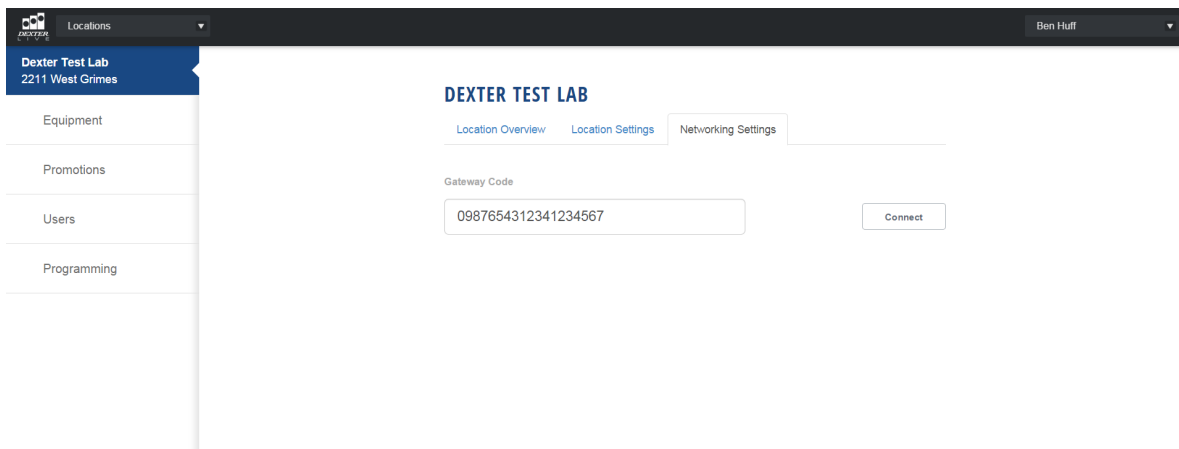 DEXTER
LIVE
Locations
Ben Huff
Dexter Test Lab
2211 West Grimes
Equipment
Promotions
Users
Programming
DEXTER TEST LAB
Location Overview Location Settings Networking Settings
Gateway Code
0987654312341234567
Connect